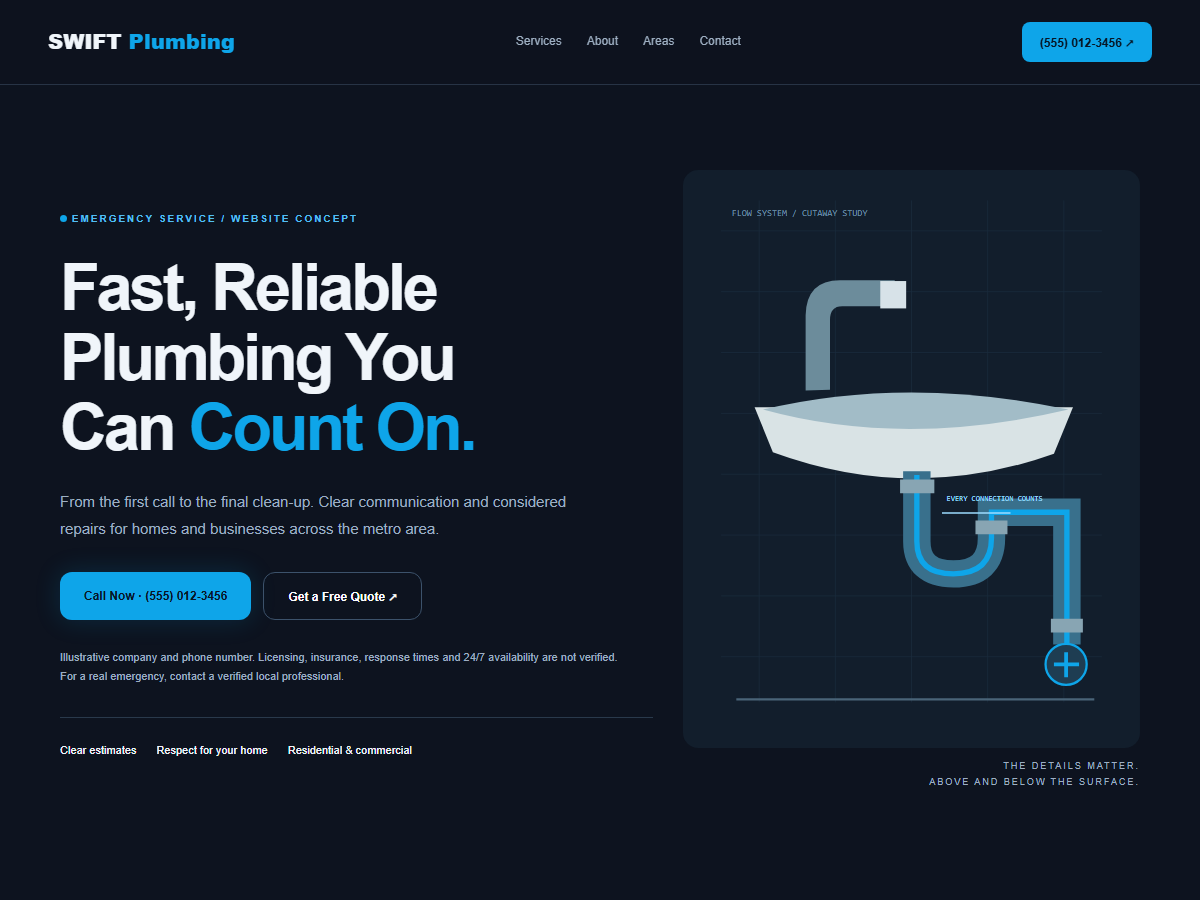 SWIFT Plumbing
Services
About
Areas
Contact
(555) 012-3456 ↗
EMERGENCY SERVICE / WEBSITE CONCEPT
Fast, Reliable
Plumbing You
Can Count On.
From the first call to the final clean-up. Clear communication and considered
repairs for homes and businesses across the metro area.
Call Now · (555) 012-3456
Get a Free Quote ↗
Illustrative company and phone number. Licensing, insurance, response times and 24/7 availability are not verified.
For a real emergency, contact a verified local professional.
Clear estimates
Respect for your home
Residential & commercial
FLOW SYSTEM / CUTAWAY STUDY
EVERY CONNECTION COUNTS
THE DETAILS MATTER.
ABOVE AND BELOW THE SURFACE.